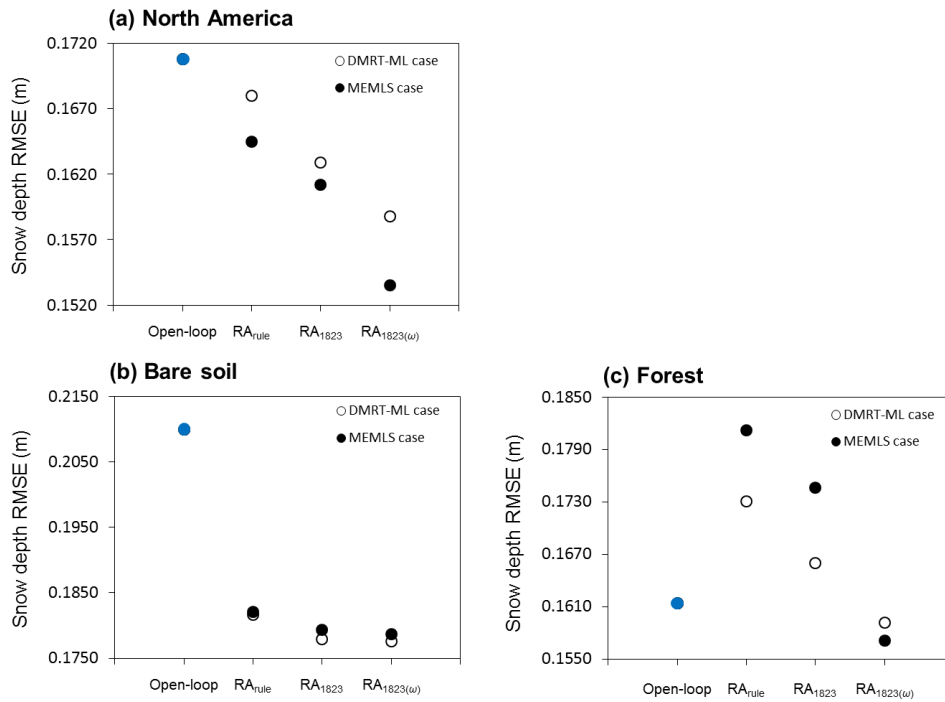 (a) North America
0.1720
0.1670
0.1620
0.1570
0.1520
Snow depth RMSE (m)
DMRT-ML case
MEMLS case
Open-loop RArule RA1823 RA1823(ω)
(b) Bare soil
0.2150
0.2050
0.1950
0.1850
0.1750
Snow depth RMSE (m)
DMRT-ML case
MEMLS case
Open-loop RArule RA1823 RA1823(ω)
(c) Forest
0.1850
0.1790
0.1730
0.1670
0.1610
0.1550
Snow depth RMSE (m)
DMRT-ML case
MEMLS case
Open-loop RArule RA1823 RA1823(ω)